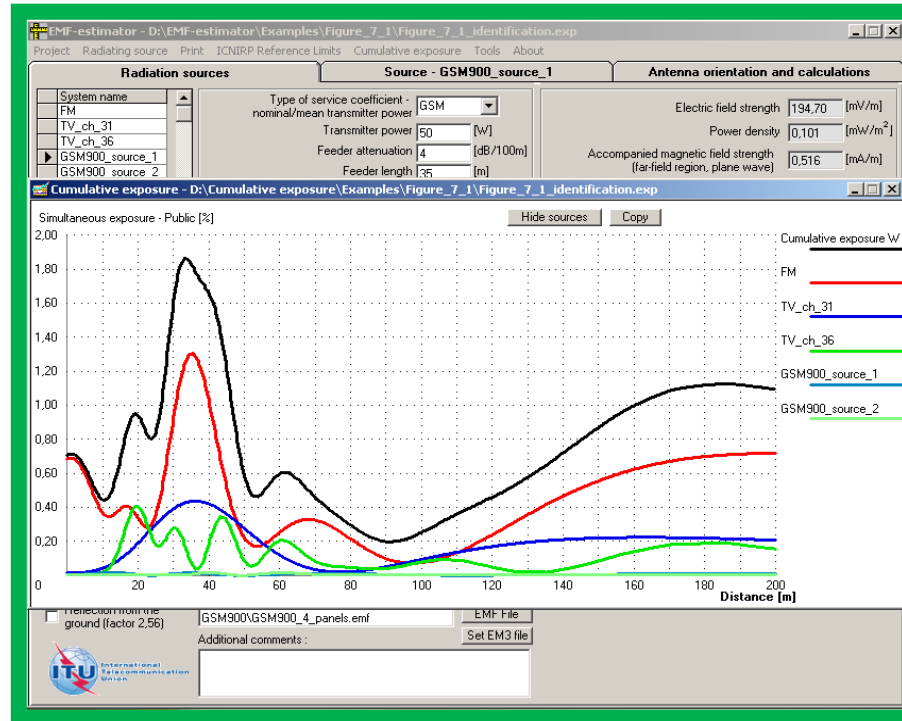 EMF-estimator - D:\EMF-estimator\Examples\Figure_7_1\Figure_7_1_identification.exp
Project Radiating source Print ICNIRP Reference Limits Cumulative exposure Tools About
Radiation sources Source - GSM900_source_1 Antenna orientation and calculations
System name
FM
TV_ch_31
TV_ch_36
GSM900_source_1
GSM900_source_2
Type of service coefficient -
nominal/mean transmitter power GSM
Transmitter power 50 [W]
Feeder attenuation 4 [dB/100m]
Feeder length 35 [m]
Electric field strength 194,70 [mV/m]
Power density 0,101 [mW/m²]
Accompanied magnetic field strength
(far-field region, plane wave) 0,516 [mA/m]
Cumulative exposure - D:\Cumulative exposure\Examples\Figure_7_1\Figure_7_1_identification.exp
Simultaneous exposure - Public [%]
Hide sources Copy
2,00
1,80
1,60
1,40
1,20
1,00
0,80
0,60
0,40
0,20
0 20 40 60 80 100 120 140 160 180 200
Distance [m]
Cumulative exposure W
FM
TV_ch_31
TV_ch_36
GSM900_source_1
GSM900_source_2
Reflection from the
ground (factor 2,56)
GSM900\GSM900_4_panels.emf
EMF File
Additional comments :
Set EM3 file
ITU
International
Telecommunication
Union